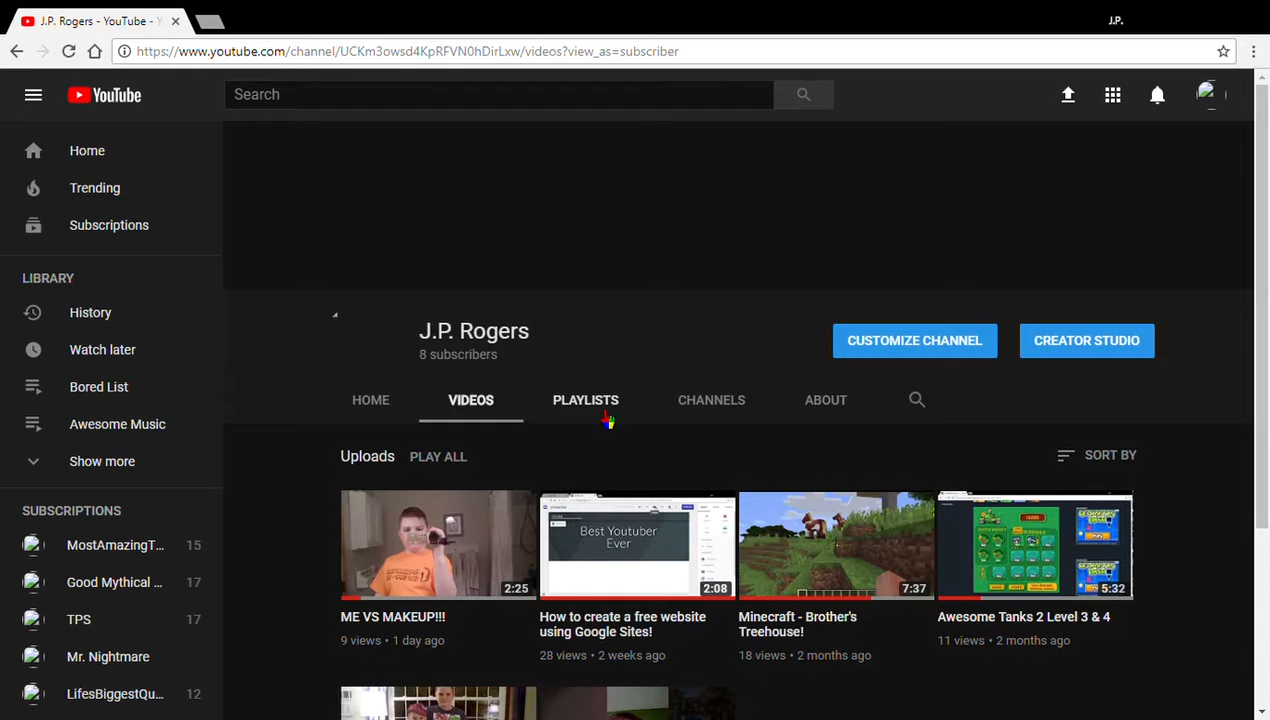 J.P. Rogers - YouTube - Y
J.P.
https://www.youtube.com/channel/UCKm3owsd4KpRFVN0hDirLxw/videos?view_as=subscriber
YouTube
Search
Home
Trending
Subscriptions
LIBRARY
History
Watch later
Bored List
Awesome Music
Show more
SUBSCRIPTIONS
MostAmazingT... 15
Good Mythical ... 17
TPS 17
Mr. Nightmare
LifesBiggestQu... 12
J.P. Rogers
8 subscribers
CUSTOMIZE CHANNEL
CREATOR STUDIO
HOME VIDEOS PLAYLISTS CHANNELS ABOUT
Uploads PLAY ALL SORT BY
2:25
Best Youtuber
Ever
2:08
7:37
5:32
ME VS MAKEUP!!!
9 views • 1 day ago
How to create a free website
using Google Sites!
28 views • 2 weeks ago
Minecraft - Brother's
Treehouse!
18 views • 2 months ago
Awesome Tanks 2 Level 3 & 4
11 views • 2 months ago